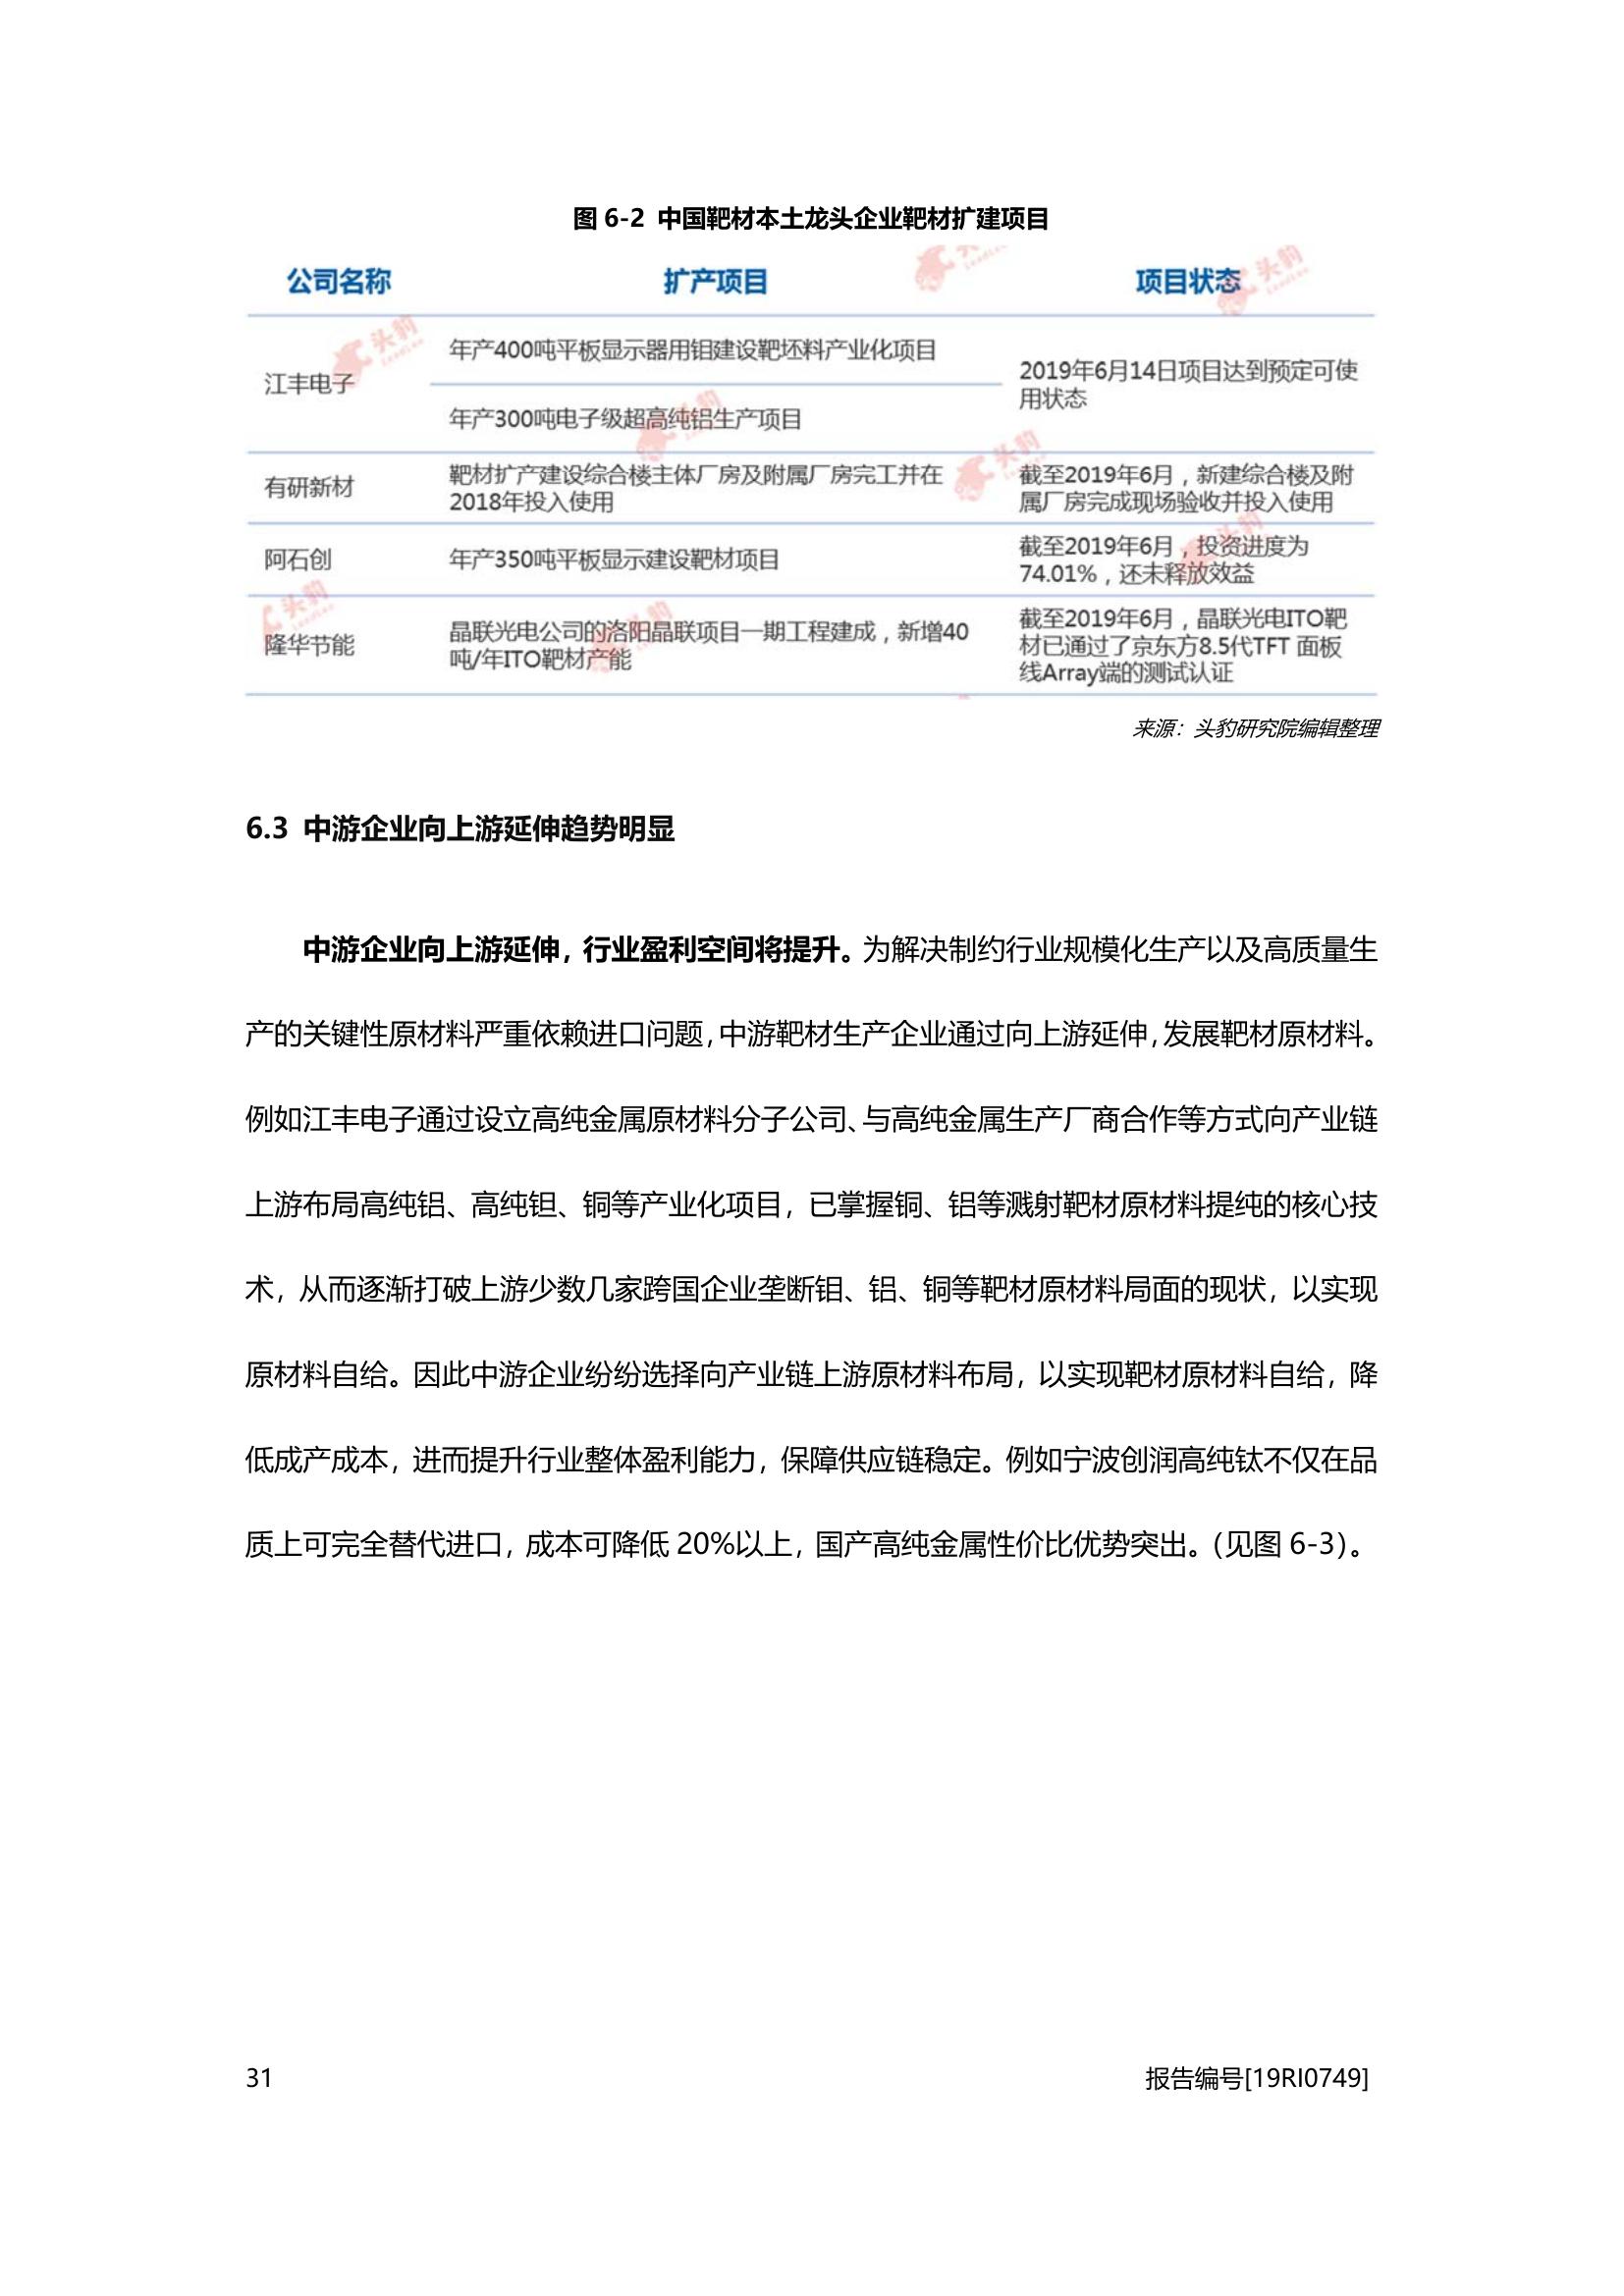 图 6-2 中国靶材本土龙头企业靶材扩建项目
公司名称 扩产项目 项目状态
江丰电子
年产400吨平板显示器用钼建设靶坯料产业化项目
年产300吨电子级超高纯铝生产项目
2019年6月14日项目达到预定可使
用状态
有研新材
靶材扩产建设综合楼主体厂房及附属厂房完工并在
2018年投入使用
截至2019年6月，新建综合楼及附
属厂房完成现场验收并投入使用
阿石创
年产350吨平板显示建设靶材项目
截至2019年6月，投资进度为
74.01%，还未释放效益
隆华节能
晶联光电公司的洛阳晶联项目一期工程建成，新增40
吨/年ITO靶材产能
截至2019年6月，晶联光电ITO靶
材已通过了京东方8.5代TFT 面板
线Array端的测试认证
来源：头豹研究院编辑整理
6.3 中游企业向上游延伸趋势明显
中游企业向上游延伸，行业盈利空间将提升。为解决制约行业规模化生产以及高质量生
产的关键性原材料严重依赖进口问题，中游靶材生产企业通过向上游延伸，发展靶材原材料。
例如江丰电子通过设立高纯金属原材料分子公司、与高纯金属生产厂商合作等方式向产业链
上游布局高纯铝、高纯钽、铜等产业化项目，已掌握铜、铝等溅射靶材原材料提纯的核心技
术，从而逐渐打破上游少数几家跨国企业垄断钼、铝、铜等靶材原材料局面的现状，以实现
原材料自给。因此中游企业纷纷选择向产业链上游原材料布局，以实现靶材原材料自给，降
低成产成本，进而提升行业整体盈利能力，保障供应链稳定。例如宁波创润高纯钛不仅在品
质上可完全替代进口，成本可降低 20%以上，国产高纯金属性价比优势突出。（见图 6-3）。
31
报告编号[19RI0749]